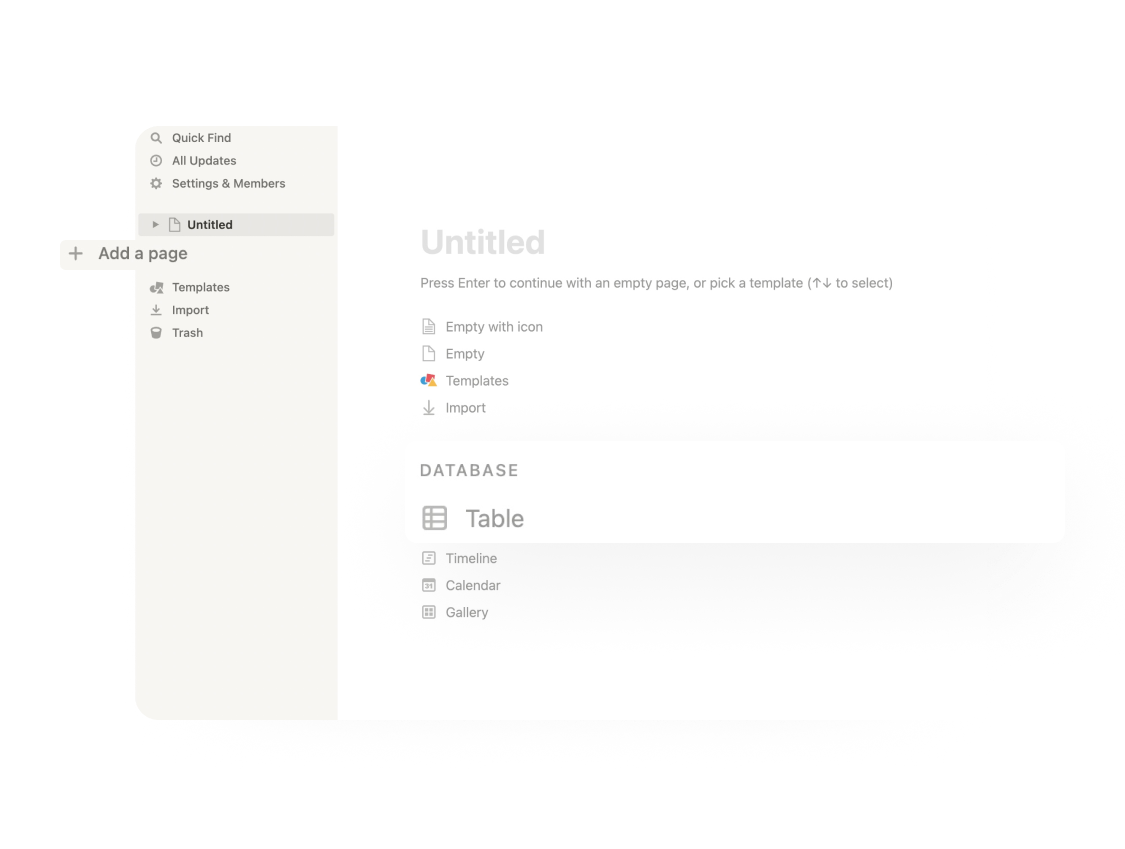 Quick Find
All Updates
Settings & Members
Untitled
Add a page
Templates
Import
Trash
Untitled
Press Enter to continue with an empty page, or pick a template (↑↓ to select)
Empty with icon
Empty
Templates
Import
DATABASE
Table
Timeline
31 Calendar
Gallery